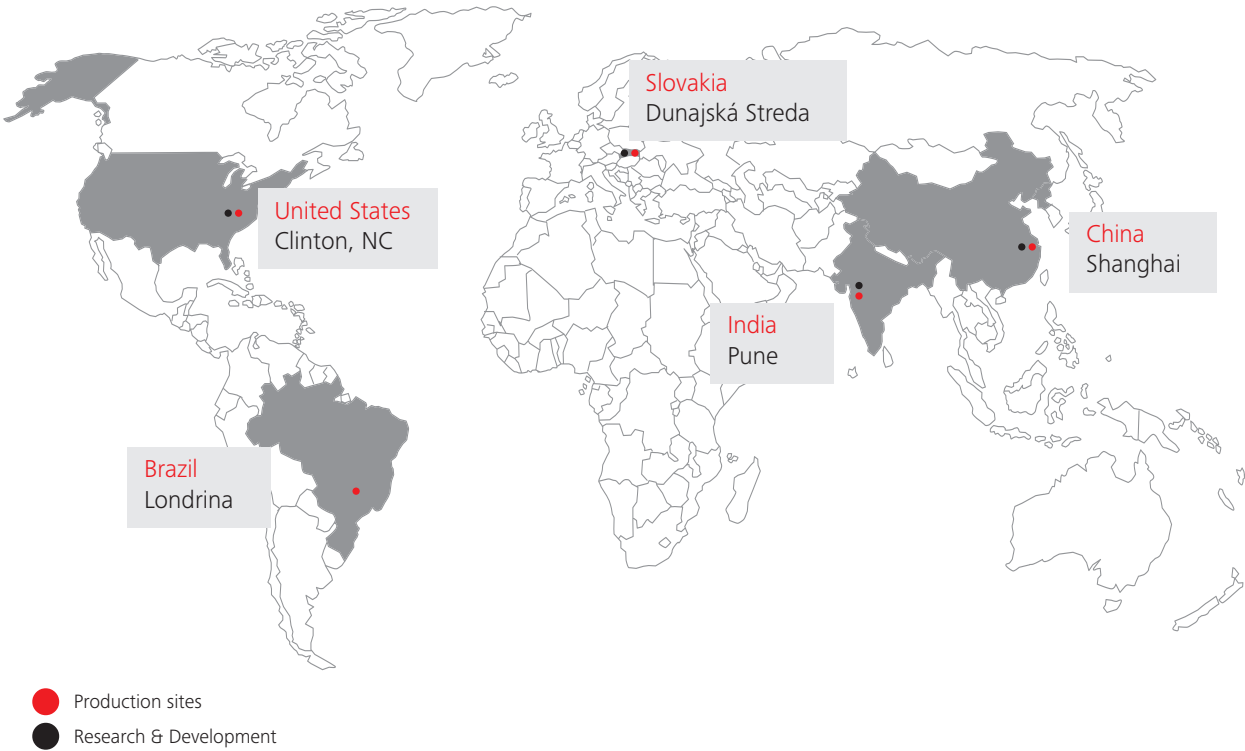 Slovakia
Dunajská Streda
United States
Clinton, NC
China
Shanghai
India
Pune
Brazil
Londrina
Production sites
Research & Development